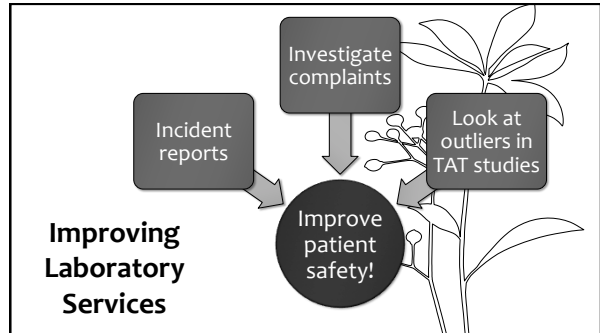 Investigate
complaints
Incident
reports
Look at
outliers in
TAT studies
Improve
patient
safety!
Improving
Laboratory
Services